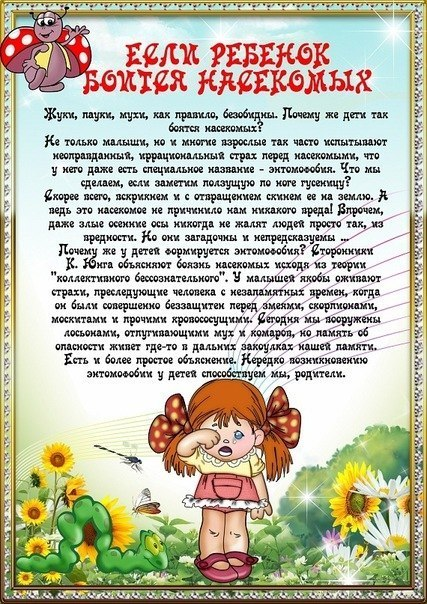 ЕСЛИ РЕБЕНОК
БОИТСЯ НАСЕКОМЫХ
Жуки, пауки, мухи, как правило, безобидны. Почему же дети так
боятся насекомых?
Не только малыши, но и многие взрослые так часто испытывают
неоправданный, иррациональный страх перед насекомыми, что
у него даже есть специальное название - энтомофобия. Что мы
сделаем, если заметим ползущую по ноге гусеницу?
Скорее всего, вскрикнем и с отвращением скинем ее на землю. А
ведь это насекомое не причинило нам никакого вреда! Впрочем,
даже злые осенние осы никогда не жалят людей просто так, из
вредности. Но они загадочны и непредсказуемы ...
Почему же у детей формируется энтомофобия? Сторонники
К. Юнга объясняют боязнь насекомых исходя из теории
"коллективного бессознательного". У малышей якобы оживают
страхи, преследующие человека с незапамятных времен, когда
он были совершенно беззащитен перед змеями, скорпионами,
москитами и прочими кровососущими. Сегодня мы вооружены
лосьонами, отпугивающими мух и комаров, но память об
опасности живет где-то в дальних закоулках нашей памяти.
Есть и более простое объяснение. Нередко возникновению
энтомофобии у детей способствуем мы, родители.